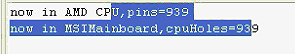 now in AMD CPU,pins=939
now in MSIMainboard,cpuHoles=939